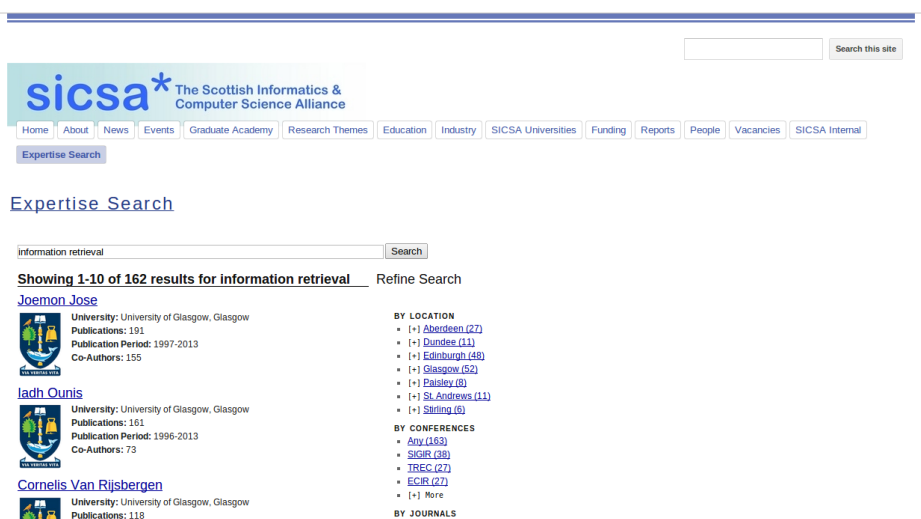 Search this site
sicsa* The Scottish Informatics &
Computer Science Alliance
Home About News Events Graduate Academy Research Themes Education Industry SICSA Universities Funding Reports People Vacancies SICSA Internal
Expertise Search
Expertise Search
information retrieval Search
Showing 1-10 of 162 results for information retrieval
Joemon Jose
VIA VERITAS VITA
University: University of Glasgow, Glasgow
Publications: 191
Publication Period: 1997-2013
Co-Authors: 155
Iadh Ounis
VIA VERITAS VITA
University: University of Glasgow, Glasgow
Publications: 161
Publication Period: 1996-2013
Co-Authors: 73
Cornelis Van Rijsbergen
University: University of Glasgow, Glasgow
Publications: 118
Refine Search
BY LOCATION
[+] Aberdeen (27)
[+] Dundee (11)
[+] Edinburgh (48)
[+] Glasgow (52)
[+] Paisley (8)
[+] St. Andrews (11)
[+] Stirling (6)
BY CONFERENCES
Any (163)
SIGIR (38)
TREC (27)
ECIR (27)
[+] More
BY JOURNALS